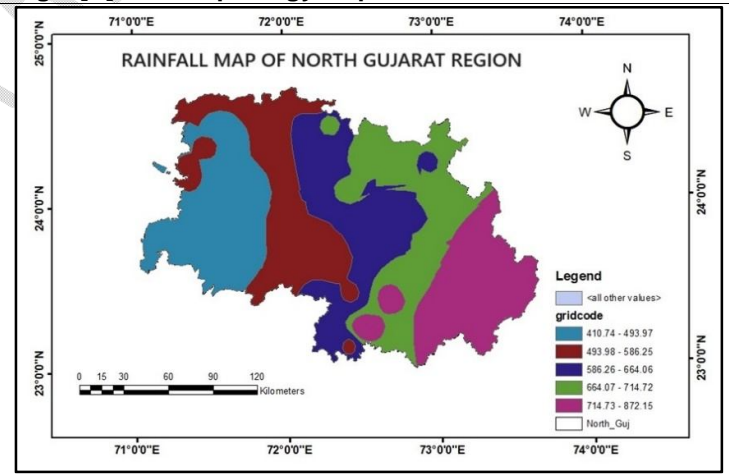 71°0'0"E 72°0'0"E 73°0'0"E 74°0'0"E
RAINFALL MAP OF NORTH GUJARAT REGION
25°0'0"N
N
W E
S
24°0'0"N 24°0'0"N
Legend
<all other values>
gridcode
410.74 - 493.97
493.98 - 586.25
586.26 - 664.06
664.07 - 714.72
714.73 - 872.15
North_Guj
23°0'0"N 23°0'0"N
0 15 30 60 90 120
Kilometers
71°0'0"E 72°0'0"E 73°0'0"E 74°0'0"E